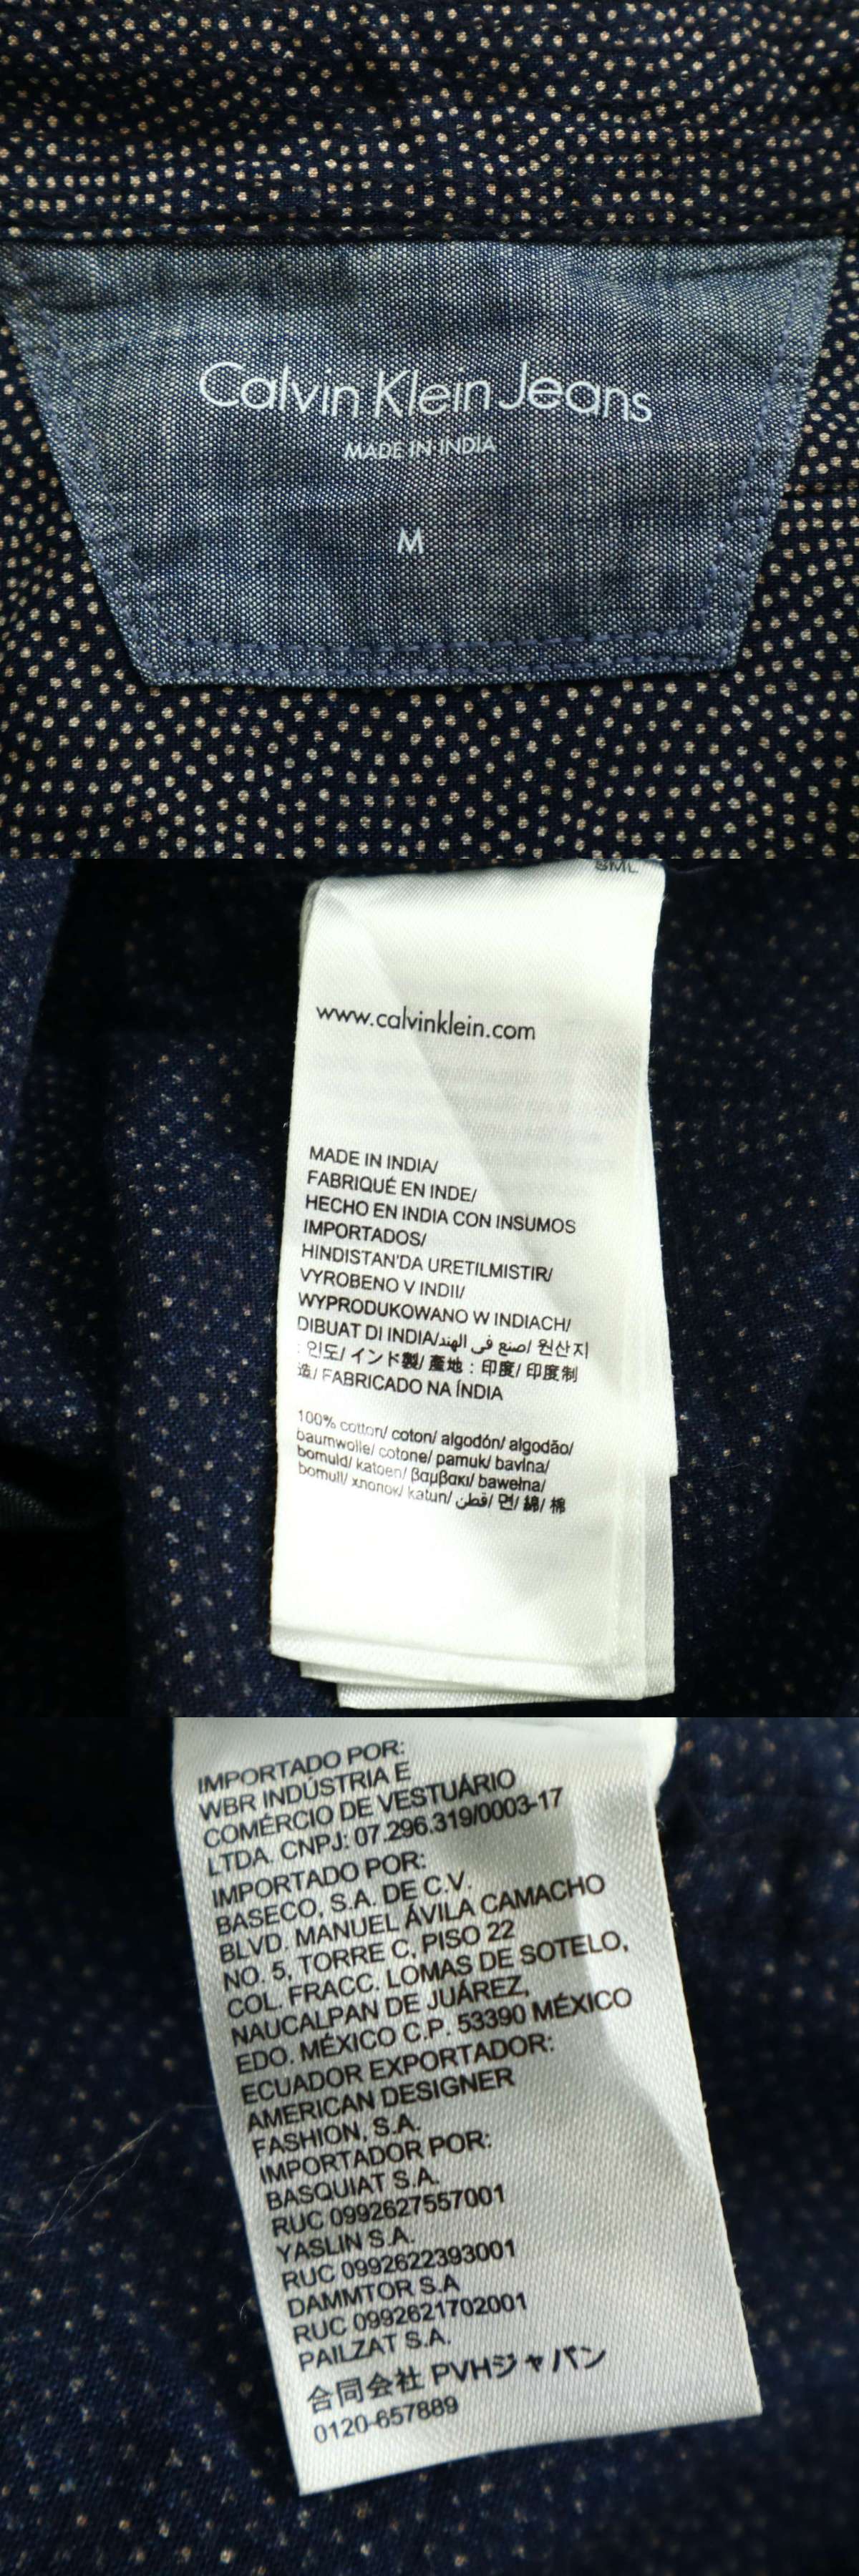 Calvin Klein Jeans
MADE IN INDIA
M
SML
www.calvinklein.com
MADE IN INDIA/
FABRIQUÉ EN INDE/
HECHO EN INDIA CON INSUMOS
IMPORTADOS/
HINDISTAN'DA URETILMISTIR/
VYROBENO V INDII/
WYPRODUKOWANO W INDIACH/
DIBUAT DI INDIA/صنع في الهند/ 원산지
: 인도/ インド製/ 產地 : 印度/ 印度制
造/ FABRICADO NA ÍNDIA
100% cotton/ coton/ algodón/ algodão/
baumwolle/ cotone/ pamuk/ bavlna/
bomuld/ katoen/ βαμβακι/ bawełna/
bomull/ хлопок/ katun/ قطن/ 면/ 綿/ 棉
IMPORTADO POR:
WBR INDÚSTRIA E
COMÉRCIO DE VESTUÁRIO
LTDA. CNPJ: 07.296.319/0003-17
IMPORTADO POR:
BASECO, S.A. DE C.V.
BLVD. MANUEL ÁVILA CAMACHO
NO. 5, TORRE C, PISO 22
COL. FRACC. LOMAS DE SOTELO,
NAUCALPAN DE JUÁREZ,
EDO. MÉXICO C.P. 53390 MÉXICO
ECUADOR EXPORTADOR:
AMERICAN DESIGNER
FASHION, S.A.
IMPORTADOR POR:
BASQUIAT S.A.
RUC 0992627557001
YASLIN S.A.
RUC 0992622393001
DAMMTOR S.A
RUC 0992621702001
PAILZAT S.A.
合同会社 PVHジャパン
0120-657889